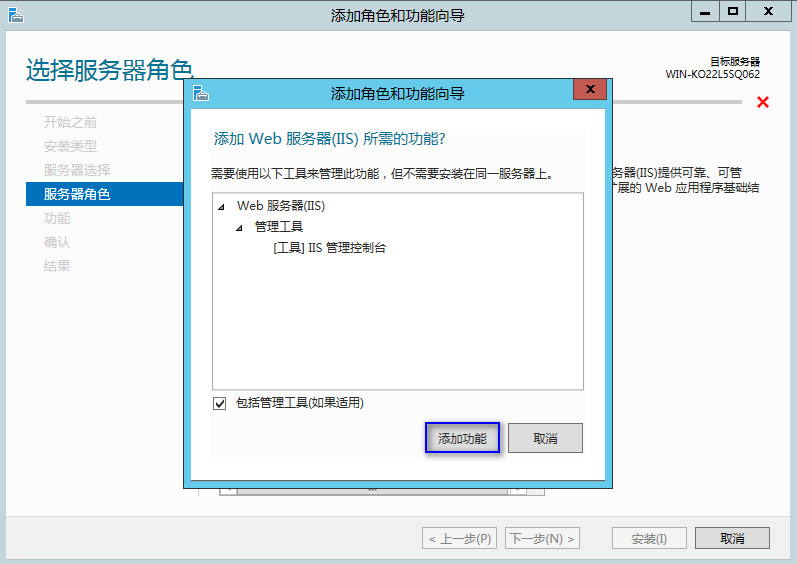 添加角色和功能向导
选择服务器角色
目标服务器
WIN-KO22L5SQ062
开始之前
安装类型
服务器选择
服务器角色
功能
确认
结果
添加角色和功能向导
添加 Web 服务器(IIS) 所需的功能?
需要使用以下工具来管理此功能，但不需要安装在同一服务器上。
Web 服务器(IIS)
管理工具
[工具] IIS 管理控制台
包括管理工具(如果适用)
添加功能
取消
务器(IIS)提供可靠、可管
展的 Web 应用程序基础结
< 上一步(P)
下一步(N) >
安装(I)
取消